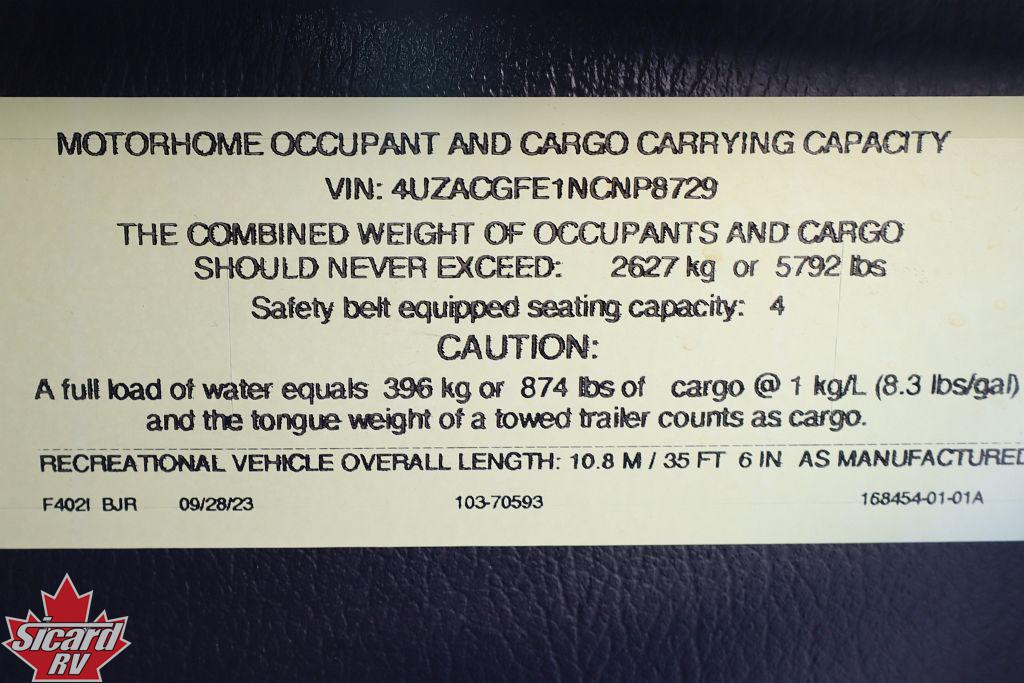 MOTORHOME OCCUPANT AND CARGO CARRYING CAPACITY
VIN: 4UZACGFE1NCNP8729
THE COMBINED WEIGHT OF OCCUPANTS AND CARGO
SHOULD NEVER EXCEED: 2627 kg or 5792 lbs
Safety belt equipped seating capacity: 4
CAUTION:
A full load of water equals 396 kg or 874 lbs of cargo @ 1 kg/L (8.3 lbs/gal)
and the tongue weight of a towed trailer counts as cargo.
RECREATIONAL VEHICLE OVERALL LENGTH: 10.8 M / 35 FT 6 IN AS MANUFACTURED
F402I BJR 09/28/23 103-70593 168454-01-01A
Sicard
RV